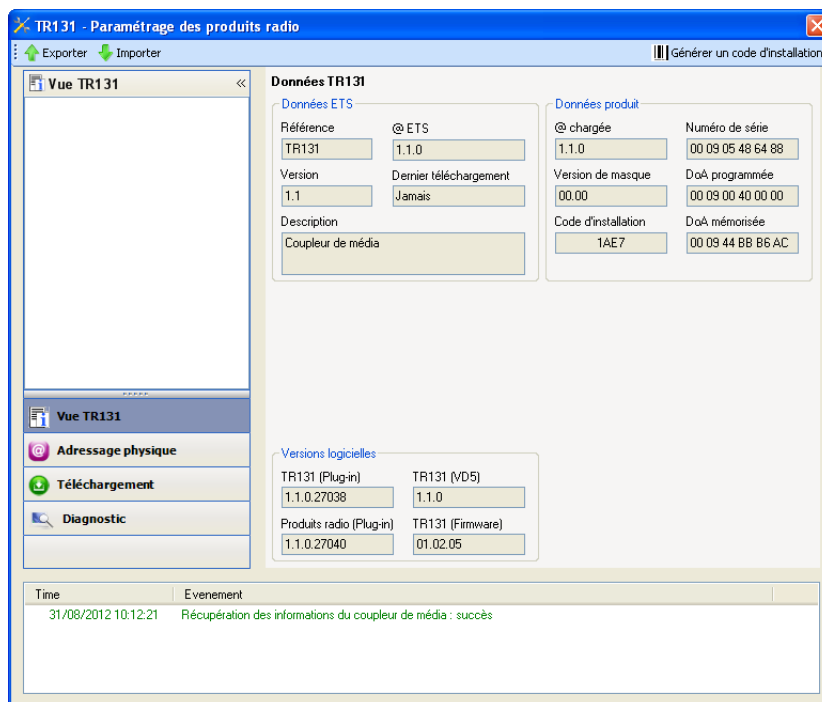 TR131 - Paramétrage des produits radio
Exporter Importer Générer un code d'installation
Vue TR131 «
Vue TR131
Adressage physique
Téléchargement
Diagnostic
Données TR131
Données ETS
Référence @ ETS
TR131 1.1.0
Version Dernier téléchargement
1.1 Jamais
Description
Coupleur de média
Données produit
@ chargée Numéro de série
1.1.0 00 09 05 48 64 88
Version de masque DoA programmée
00.00 00 09 00 40 00 00
Code d'installation DoA mémorisée
1AE7 00 09 44 BB B6 AC
Versions logicielles
TR131 (Plug-in) TR131 (VD5)
1.1.0.27038 1.1.0
Produits radio (Plug-in) TR131 (Firmware)
1.1.0.27040 01.02.05
Time Evenement
31/08/2012 10:12:21 Récupération des informations du coupleur de média : succès